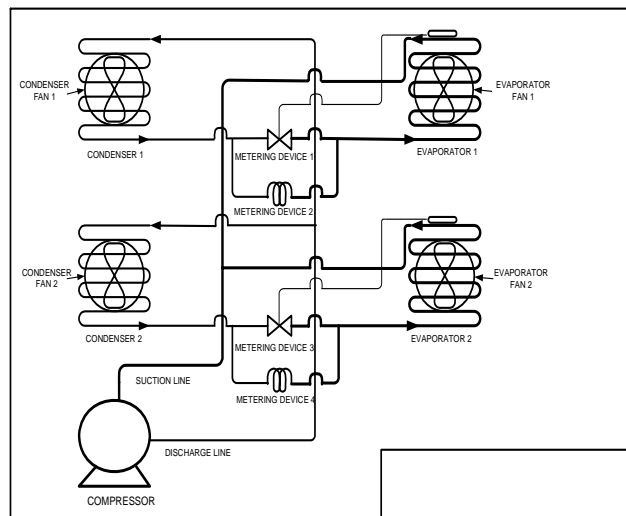 CONDENSER
FAN 1
EVAPORATOR
FAN 1
CONDENSER 1
METERING DEVICE 1
EVAPORATOR 1
METERING DEVICE 2
CONDENSER
FAN 2
EVAPORATOR
FAN 2
CONDENSER 2
METERING DEVICE 3
EVAPORATOR 2
SUCTION LINE
METERING DEVICE 4
DISCHARGE LINE
COMPRESSOR